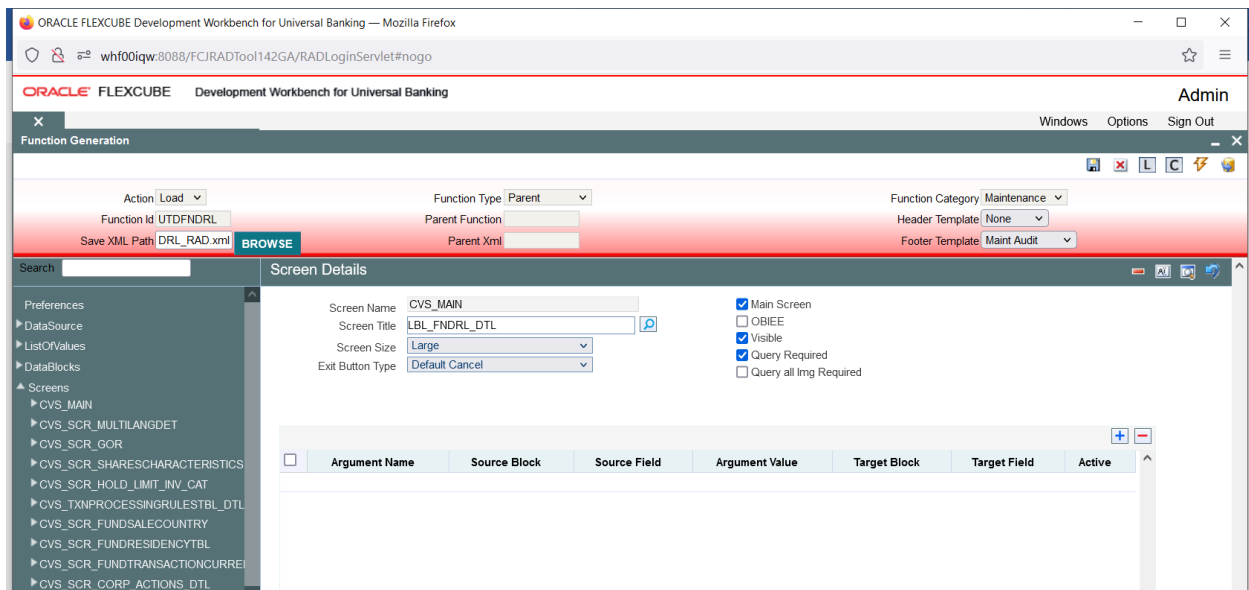 ORACLE FLEXCUBE Development Workbench for Universal Banking — Mozilla Firefox
whf00iqw:8088/FCJRADTool142GA/RADLoginServlet#nogo
ORACLE FLEXCUBE Development Workbench for Universal Banking
Admin
Windows Options Sign Out
Function Generation
L C
Action Load Function Type Parent Function Category Maintenance
Function Id UTDFNDRL Parent Function Header Template None
Save XML Path DRL_RAD.xml BROWSE Parent Xml Footer Template Maint Audit
Search
Screen Details
Preferences
DataSource
ListOfValues
DataBlocks
Screens
CVS_MAIN
CVS_SCR_MULTILANGDET
CVS_SCR_GOR
CVS_SCR_SHARESCHARACTERISTICS
CVS_SCR_HOLD_LIMIT_INV_CAT
CVS_TXNPROCESSINGRULESTBL_DTL
CVS_SCR_FUNDSALECOUNTRY
CVS_SCR_FUNDRESIDENCYTBL
CVS_SCR_FUNDTRANSACTIONCURREI
CVS_SCR_CORP_ACTIONS_DTL
Screen Name CVS_MAIN
Screen Title LBL_FNDRL_DTL
Screen Size Large
Exit Button Type Default Cancel
Main Screen
OBIEE
Visible
Query Required
Query all Img Required
Argument Name Source Block Source Field Argument Value Target Block Target Field Active